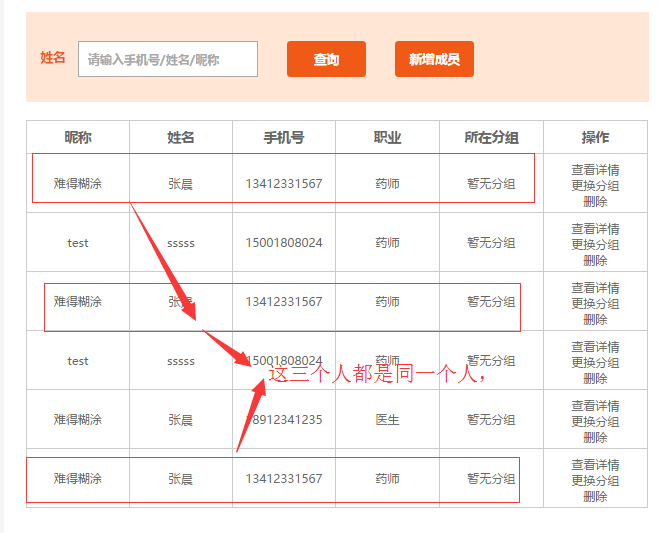 姓名 请输入手机号/姓名/昵称 查询 新增成员
昵称 姓名 手机号 职业 所在分组 操作
难得糊涂 张晨 13412331567 药师 暂无分组 查看详情
更换分组
删除
test sssss 15001808024 药师 暂无分组 查看详情
更换分组
删除
难得糊涂 张晨 13412331567 药师 暂无分组 查看详情
更换分组
删除
test sssss 15001808024 药师 暂无分组 查看详情
更换分组
删除
这三个人都是同一个人，
难得糊涂 张晨 18912341235 医生 暂无分组 查看详情
更换分组
删除
难得糊涂 张晨 13412331567 药师 暂无分组 查看详情
更换分组
删除